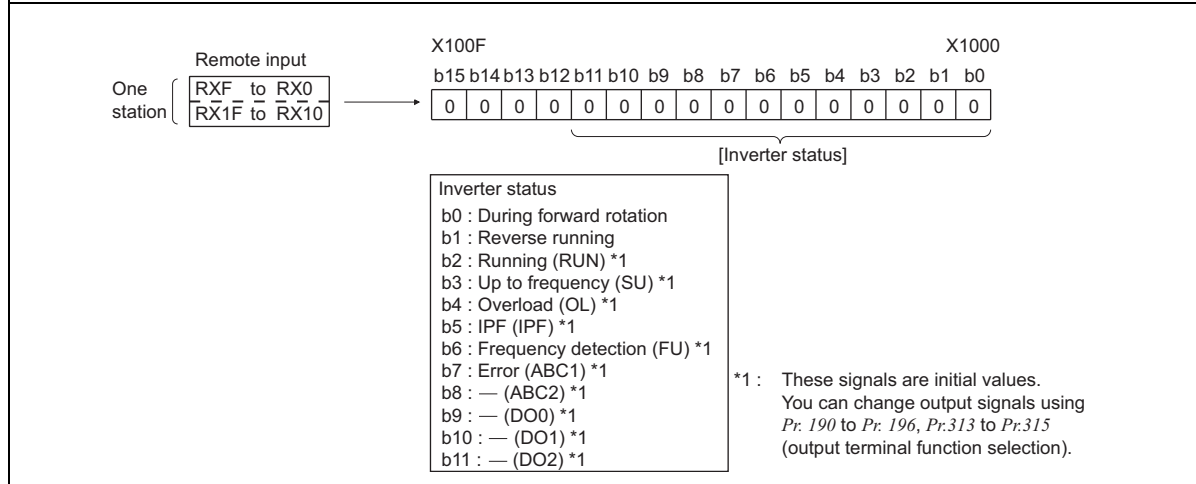 X100F X1000
Remote input
b15 b14 b13 b12 b11 b10 b9 b8 b7 b6 b5 b4 b3 b2 b1 b0
One station
RXF to RX0
RX1F to RX10
0 0 0 0 0 0 0 0 0 0 0 0 0 0 0 0
[Inverter status]
Inverter status
b0 : During forward rotation
b1 : Reverse running
b2 : Running (RUN) *1
b3 : Up to frequency (SU) *1
b4 : Overload (OL) *1
b5 : IPF (IPF) *1
b6 : Frequency detection (FU) *1
b7 : Error (ABC1) *1
b8 : — (ABC2) *1
b9 : — (DO0) *1
b10 : — (DO1) *1
b11 : — (DO2) *1
*1 : These signals are initial values.
You can change output signals using
Pr. 190 to Pr. 196, Pr.313 to Pr.315
(output terminal function selection).